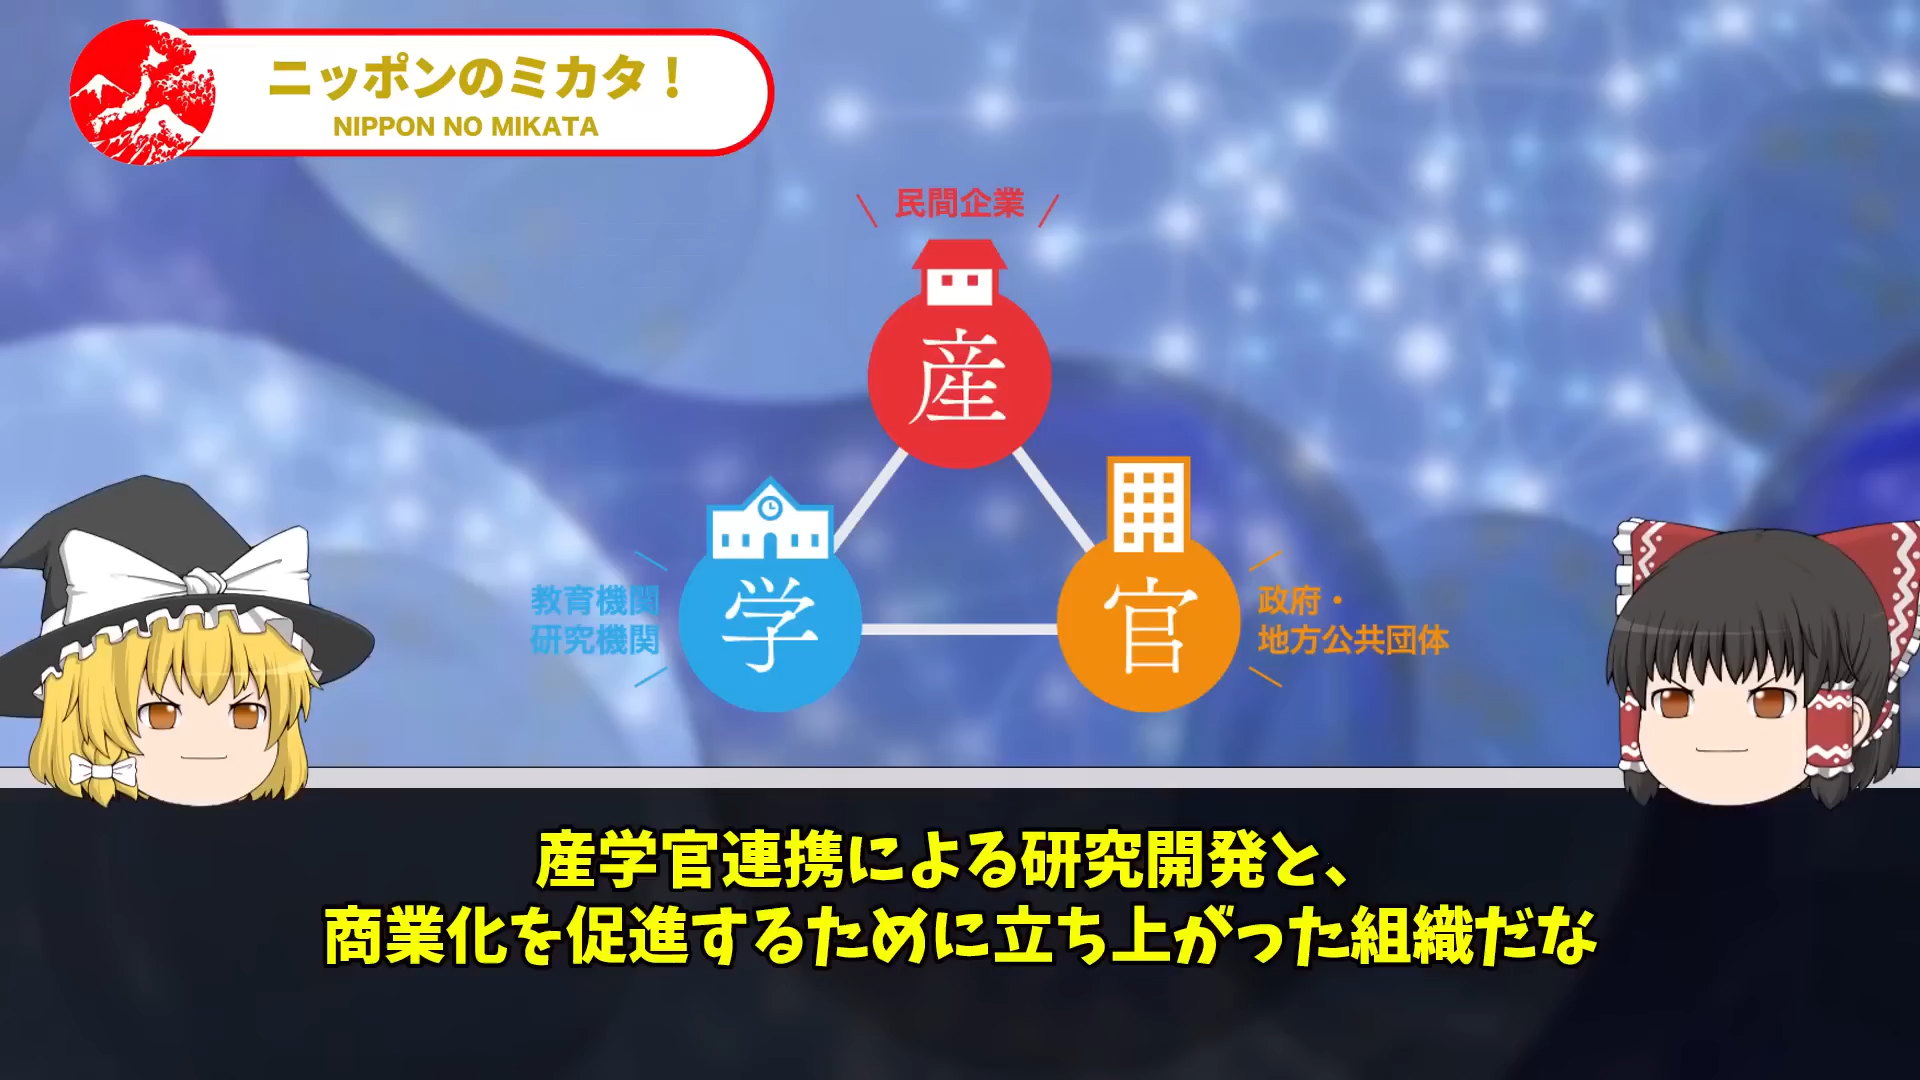 ニッポンのミカタ！
NIPPON NO MIKATA
民間企業
産
学
官
教育機関
研究機関
政府・
地方公共団体
産学官連携による研究開発と、
商業化を促進するために立ち上がった組織だな